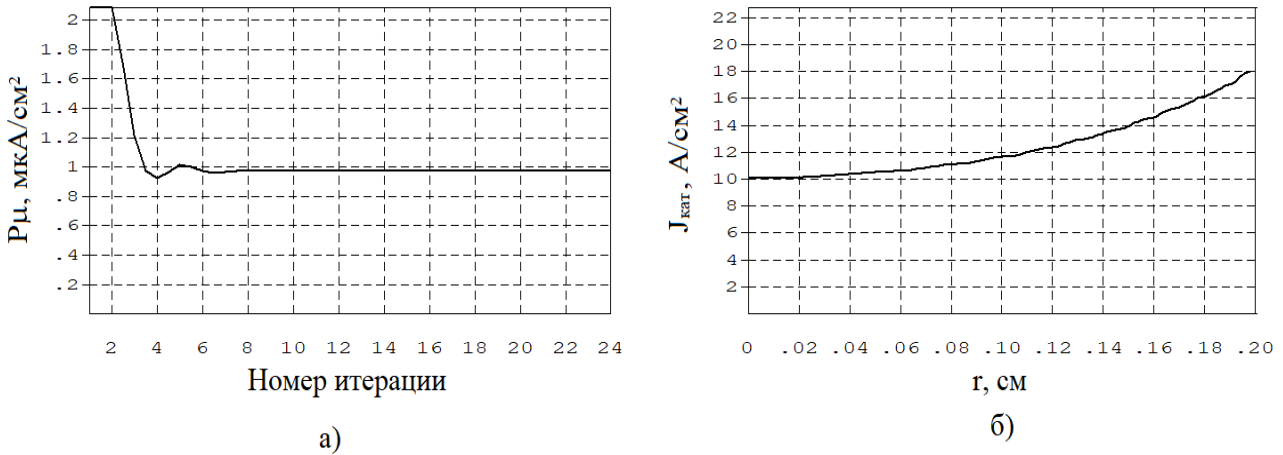 Pμ, мкА/см²
2
1.8
1.6
1.4
1.2
1
.8
.6
.4
.2
2 4 6 8 10 12 14 16 18 20 22 24
Номер итерации
а)
Jкат, А/см²
22
20
18
16
14
12
10
8
6
4
2
0 .02 .04 .06 .08 .10 .12 .14 .16 .18 .20
r, см
б)